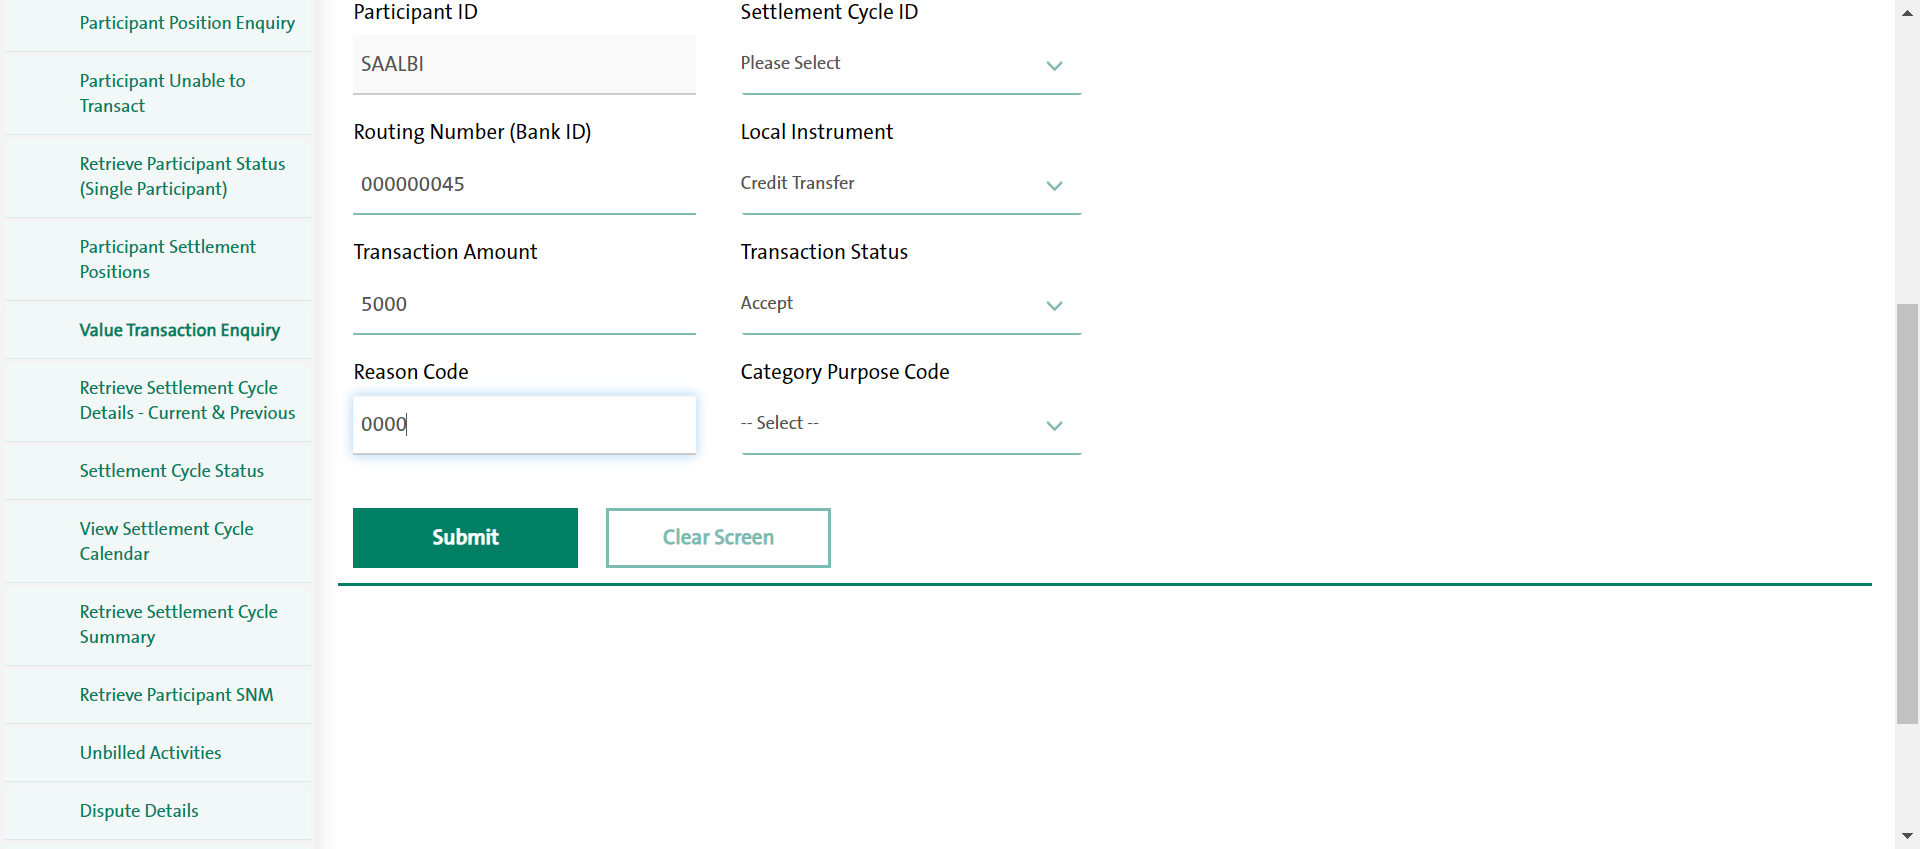 Participant Position Enquiry
Participant Unable to
Transact
Retrieve Participant Status
(Single Participant)
Participant Settlement
Positions
Value Transaction Enquiry
Retrieve Settlement Cycle
Details - Current & Previous
Settlement Cycle Status
View Settlement Cycle
Calendar
Retrieve Settlement Cycle
Summary
Retrieve Participant SNM
Unbilled Activities
Dispute Details
Participant ID
SAALBI
Settlement Cycle ID
Please Select
Routing Number (Bank ID)
000000045
Local Instrument
Credit Transfer
Transaction Amount
5000
Transaction Status
Accept
Reason Code
0000
Category Purpose Code
-- Select --
Submit
Clear Screen